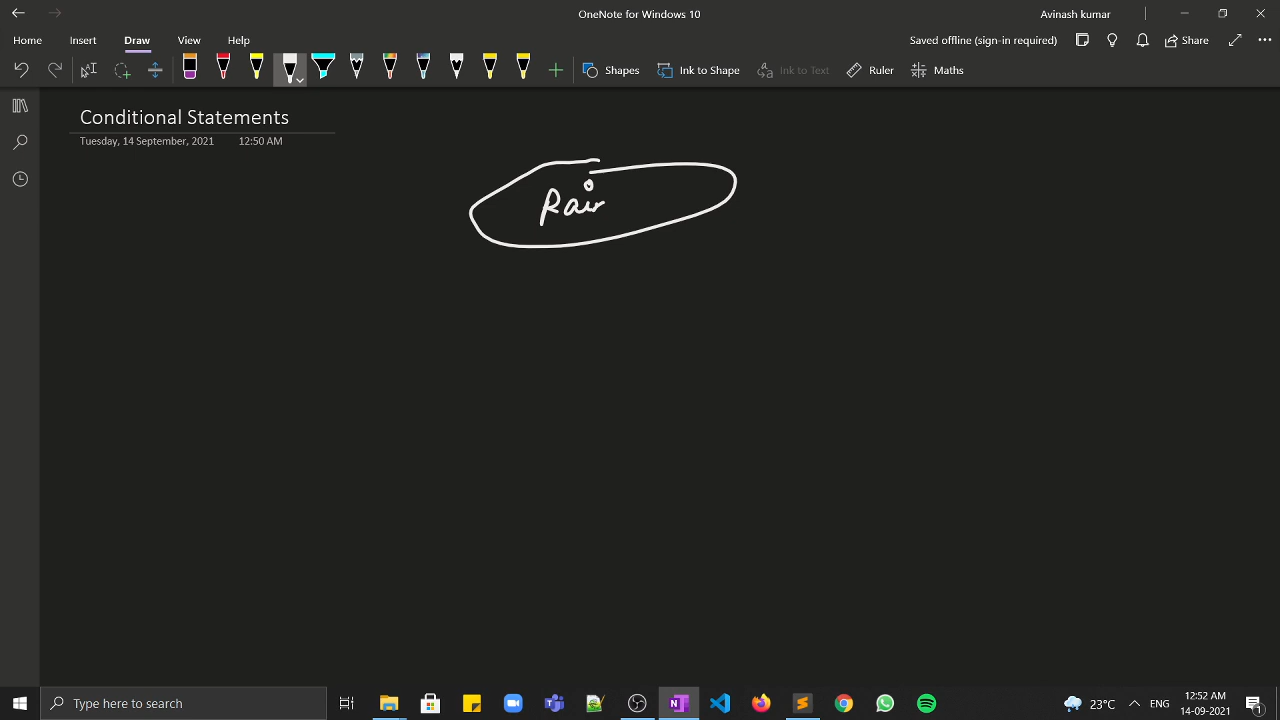 OneNote for Windows 10
Avinash kumar
Home Insert Draw View Help
Saved offline (sign-in required) Share
Shapes Ink to Shape Ink to Text Ruler Maths
Conditional Statements
Tuesday, 14 September, 2021 12:50 AM
Rai
Type here to search
23°C ENG
12:52 AM
14-09-2021